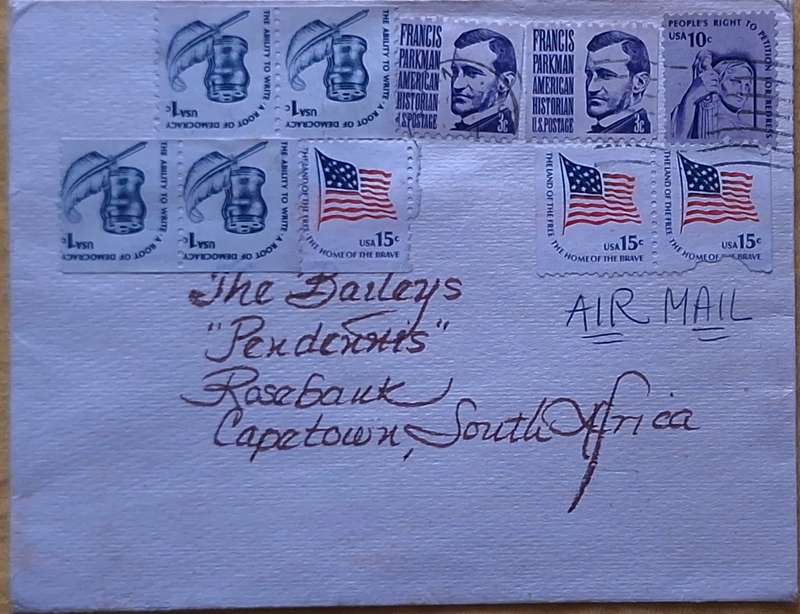 THE ABILITY TO WRITE A ROOT OF DEMOCRACY
USA 1c
THE ABILITY TO WRITE A ROOT OF DEMOCRACY
USA 1c
FRANCIS
PARKMAN
AMERICAN
HISTORIAN
U.S. POSTAGE
3c
FRANCIS
PARKMAN
AMERICAN
HISTORIAN
U.S. POSTAGE
3c
PEOPLE'S RIGHT TO PETITION FOR REDRESS
USA 10c
THE ABILITY TO WRITE A ROOT OF DEMOCRACY
USA 1c
THE ABILITY TO WRITE A ROOT OF DEMOCRACY
USA 1c
THE LAND OF THE FREE THE HOME OF THE BRAVE
USA 15c
THE LAND OF THE FREE THE HOME OF THE BRAVE
USA 15c
THE LAND OF THE FREE THE HOME OF THE BRAVE
USA 15c
AIR MAIL
The Baileys
"Pendennis"
Rosebank
Capetown, South Africa